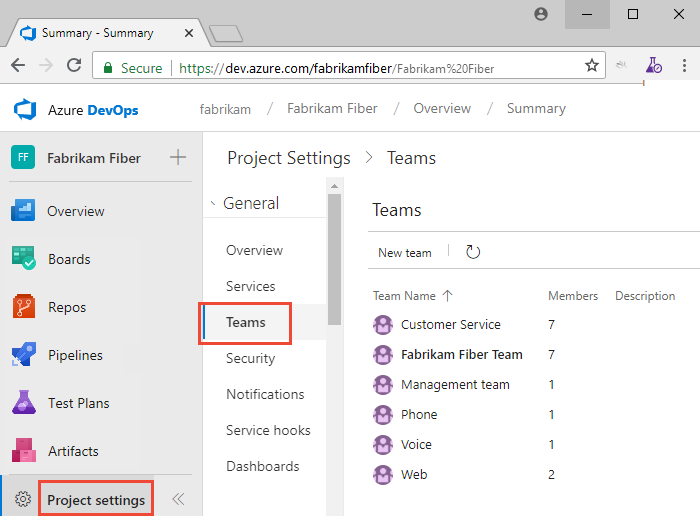 Summary - Summary
Secure https://dev.azure.com/fabrikamfiber/Fabrikam%20Fiber
Azure DevOps fabrikam / Fabrikam Fiber / Overview / Summary
FF Fabrikam Fiber
Overview
Boards
Repos
Pipelines
Test Plans
Artifacts
Project settings
Project Settings > Teams
General
Overview
Services
Teams
Security
Notifications
Service hooks
Dashboards
Teams
New team
Team Name Members Description
Customer Service 7
Fabrikam Fiber Team 7
Management team 1
Phone 1
Voice 1
Web 2